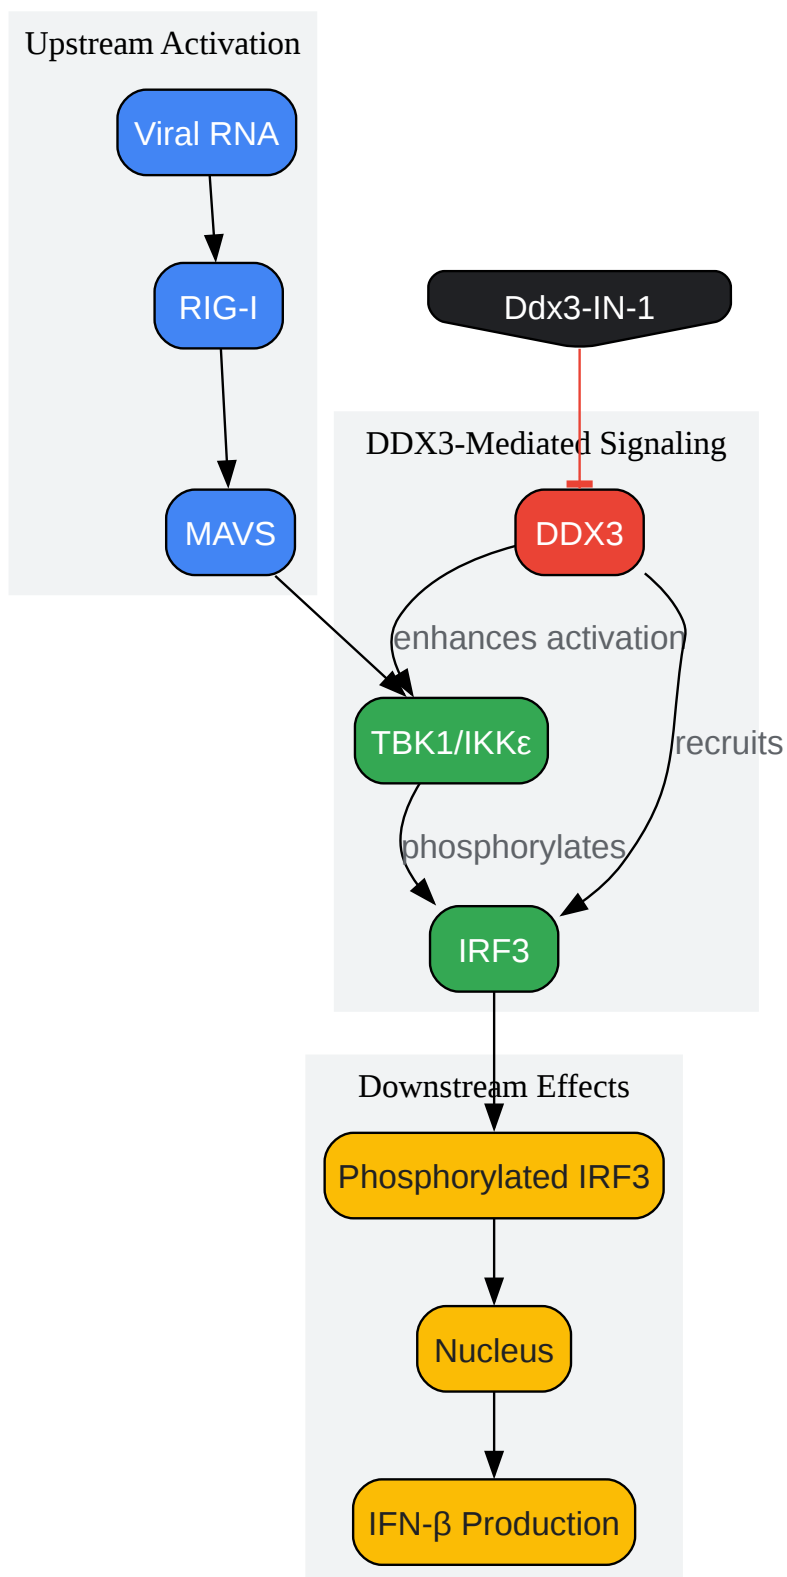 Upstream Activation
Viral RNA
RIG-I
Ddx3-IN-1
DDX3-Mediated Signaling
MAVS
DDX3
enhances activation
TBK1/IKKε
recruits
phosphorylates
IRF3
Downstream Effects
Phosphorylated IRF3
Nucleus
IFN-β Production